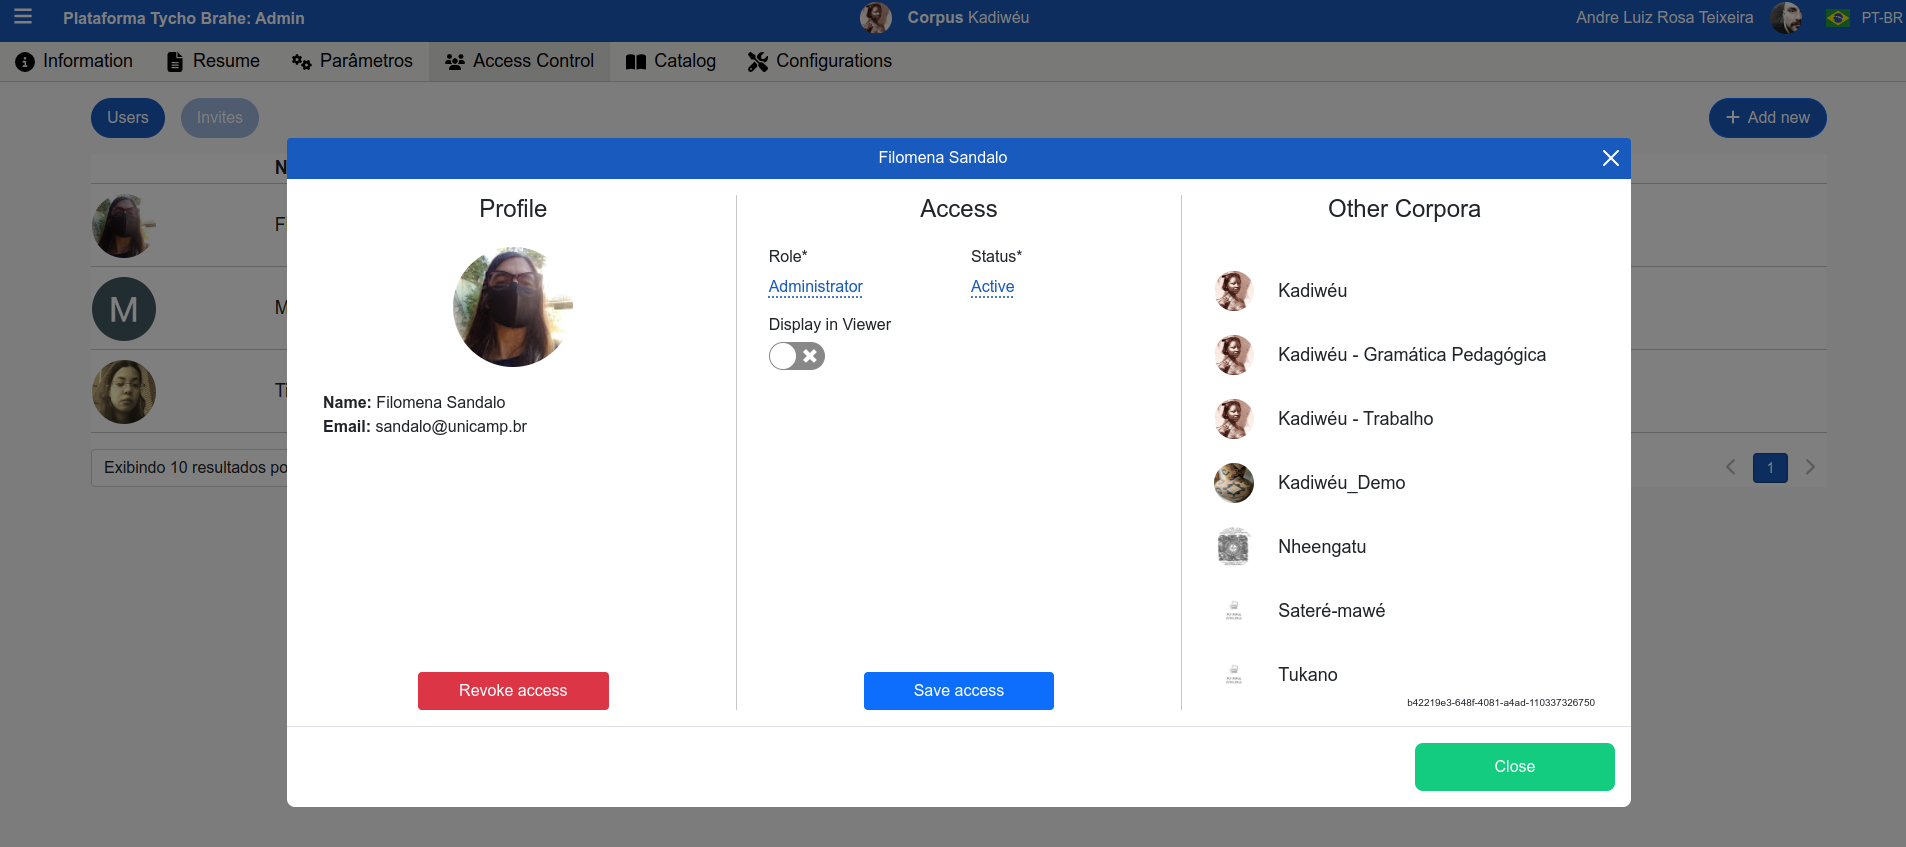 Plataforma Tycho Brahe: Admin
Corpus Kadiwéu
Andre Luiz Rosa Teixeira
PT-BR
Information
Resume
Parâmetros
Access Control
Catalog
Configurations
Users
Invites
+ Add new
N
F
M
M
Ti
Exibindo 10 resultados po
1
Filomena Sandalo
Profile
Name: Filomena Sandalo
Email: sandalo@unicamp.br
Revoke access
Access
Role*
Status*
Administrator
Active
Display in Viewer
Save access
Other Corpora
Kadiwéu
Kadiwéu - Gramática Pedagógica
Kadiwéu - Trabalho
Kadiwéu_Demo
Nheengatu
Sateré-mawé
Tukano
b42219e3-648f-4081-a4ad-110337326750
Close